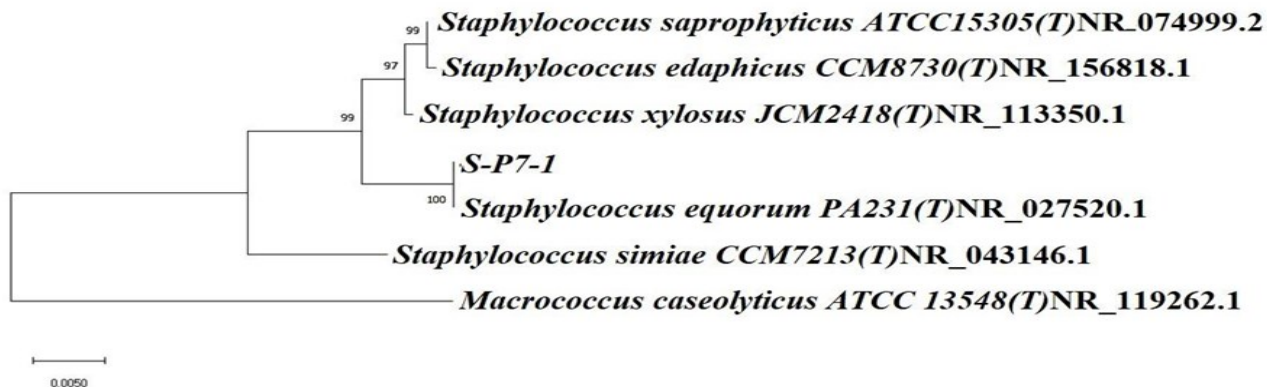 99 Staphylococcus saprophyticus ATCC15305(T)NR_074999.2
Staphylococcus edaphicus CCM8730(T)NR_156818.1
97
Staphylococcus xylosus JCM2418(T)NR_113350.1
99
S-P7-1
100
Staphylococcus equorum PA231(T)NR_027520.1
Staphylococcus simiae CCM7213(T)NR_043146.1
Macrococcus caseolyticus ATCC 13548(T)NR_119262.1
0.0050